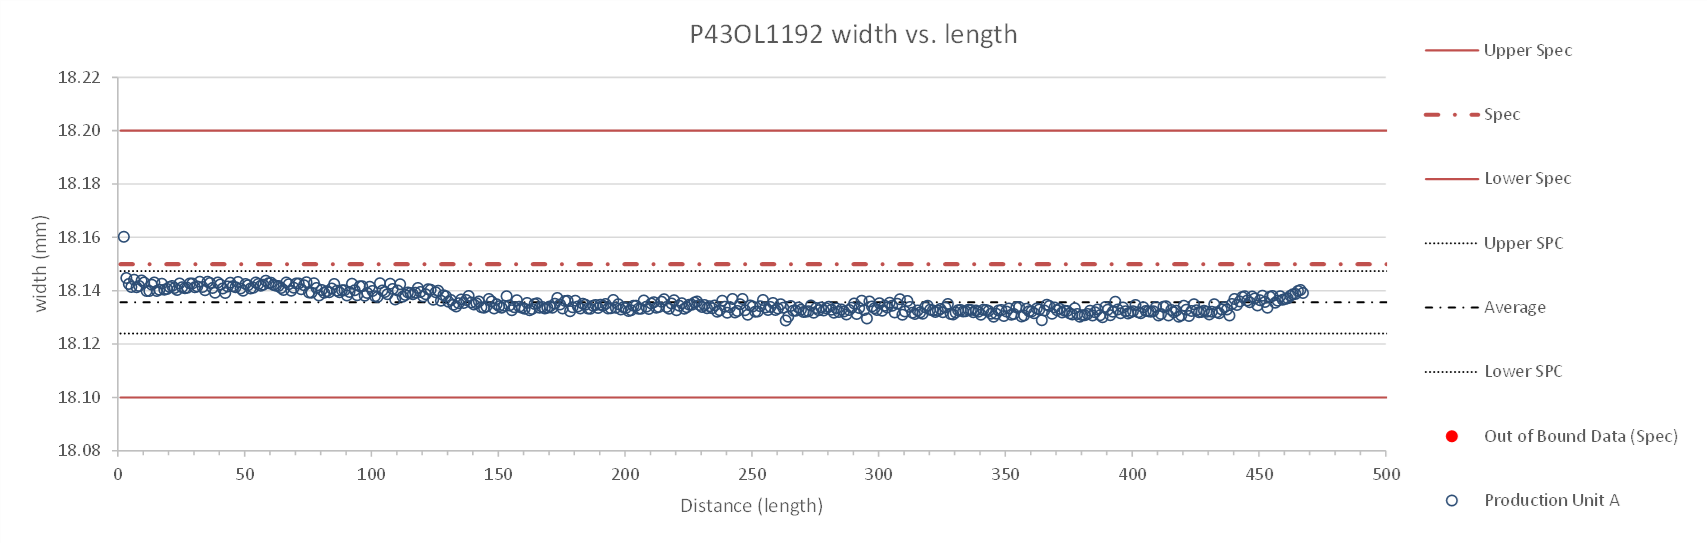 P43OL1192 width vs. length
18.22
18.20
18.18
18.16
18.14
18.12
18.10
18.08
width (mm)
0 50 100 150 200 250 300 350 400 450 500
Distance (length)
Upper Spec
Spec
Lower Spec
Upper SPC
Average
Lower SPC
Out of Bound Data (Spec)
Production Unit A